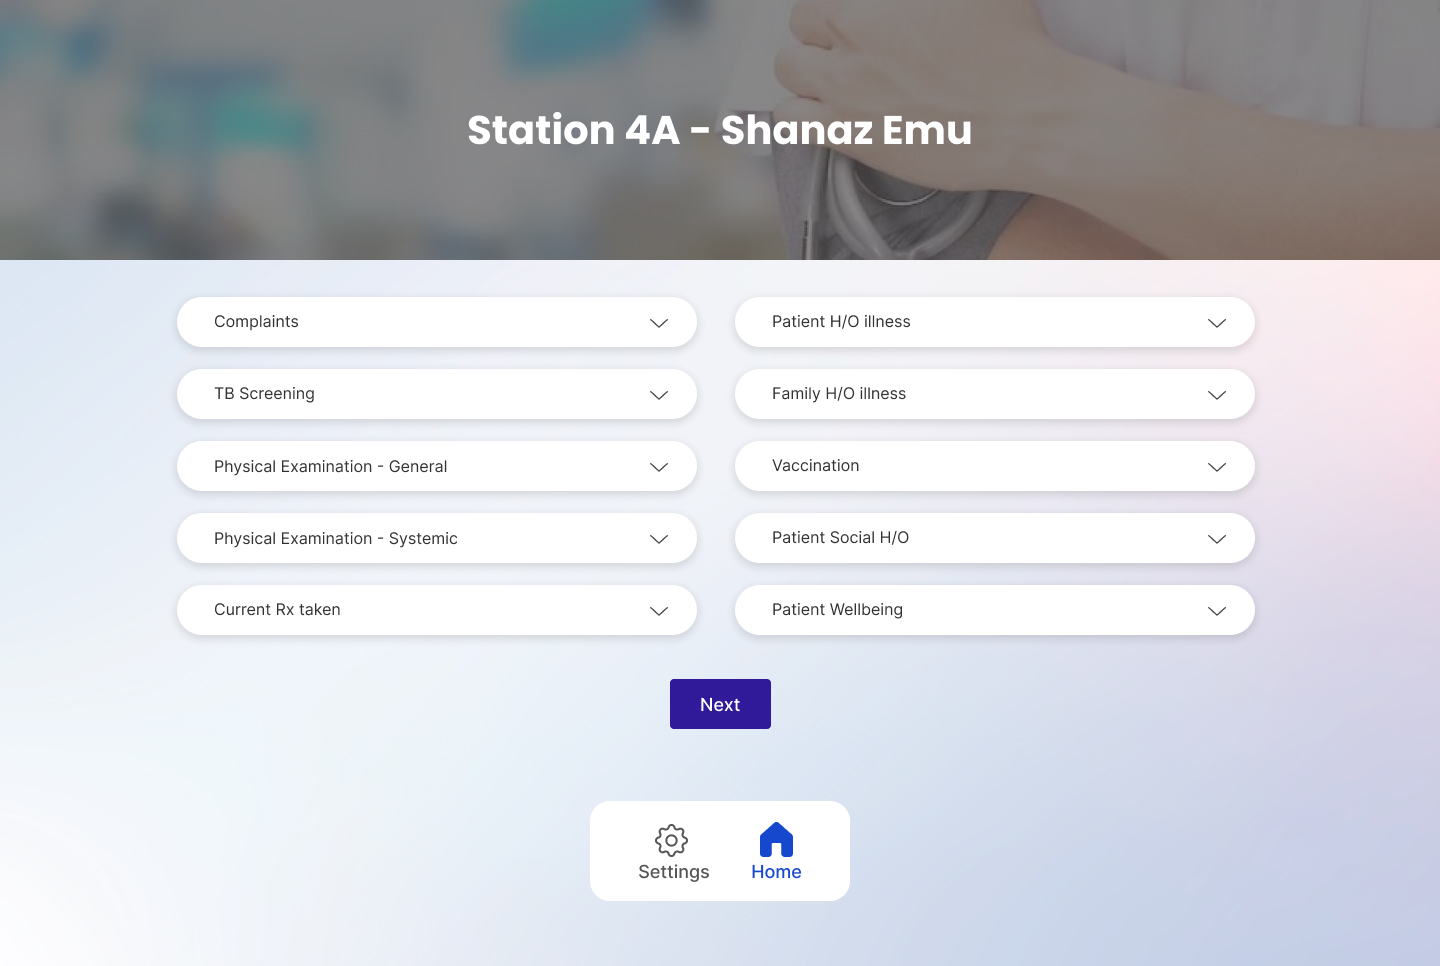 Station 4A - Shanaz Emu
Complaints
Patient H/O illness
TB Screening
Family H/O illness
Physical Examination - General
Vaccination
Physical Examination - Systemic
Patient Social H/O
Current Rx taken
Patient Wellbeing
Next
Settings
Home